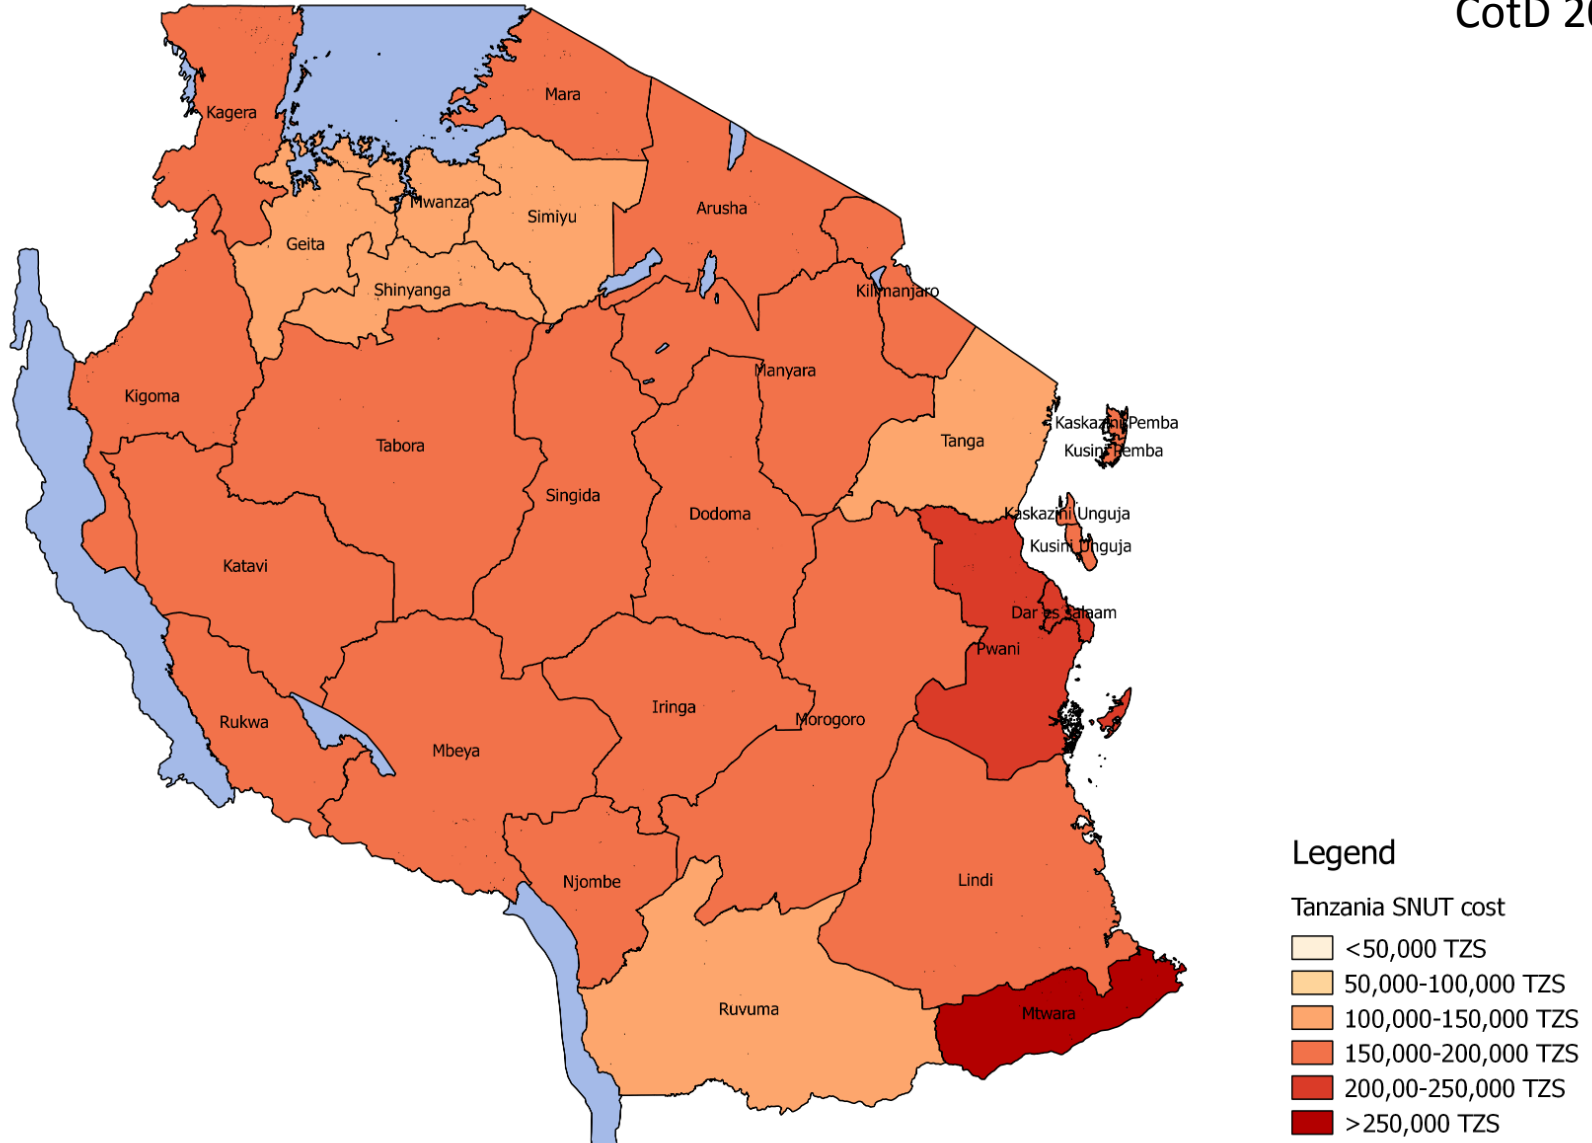 CotD 20
Mara
Kagera
Mwanza
Arusha
Simiyu
Geita
Shinyanga
Kilimanjaro
Manyara
Kigoma
Kaskazini Pemba
Tabora
Tanga
Kusini Pemba
Singida
Dodoma
Kaskazini Unguja
Kusini Unguja
Katavi
Dar es Salaam
Pwani
Iringa
Morogoro
Rukwa
Mbeya
Njombe
Lindi
Ruvuma
Mtwara
Legend
Tanzania SNUT cost
<50,000 TZS
50,000-100,000 TZS
100,000-150,000 TZS
150,000-200,000 TZS
200,00-250,000 TZS
>250,000 TZS